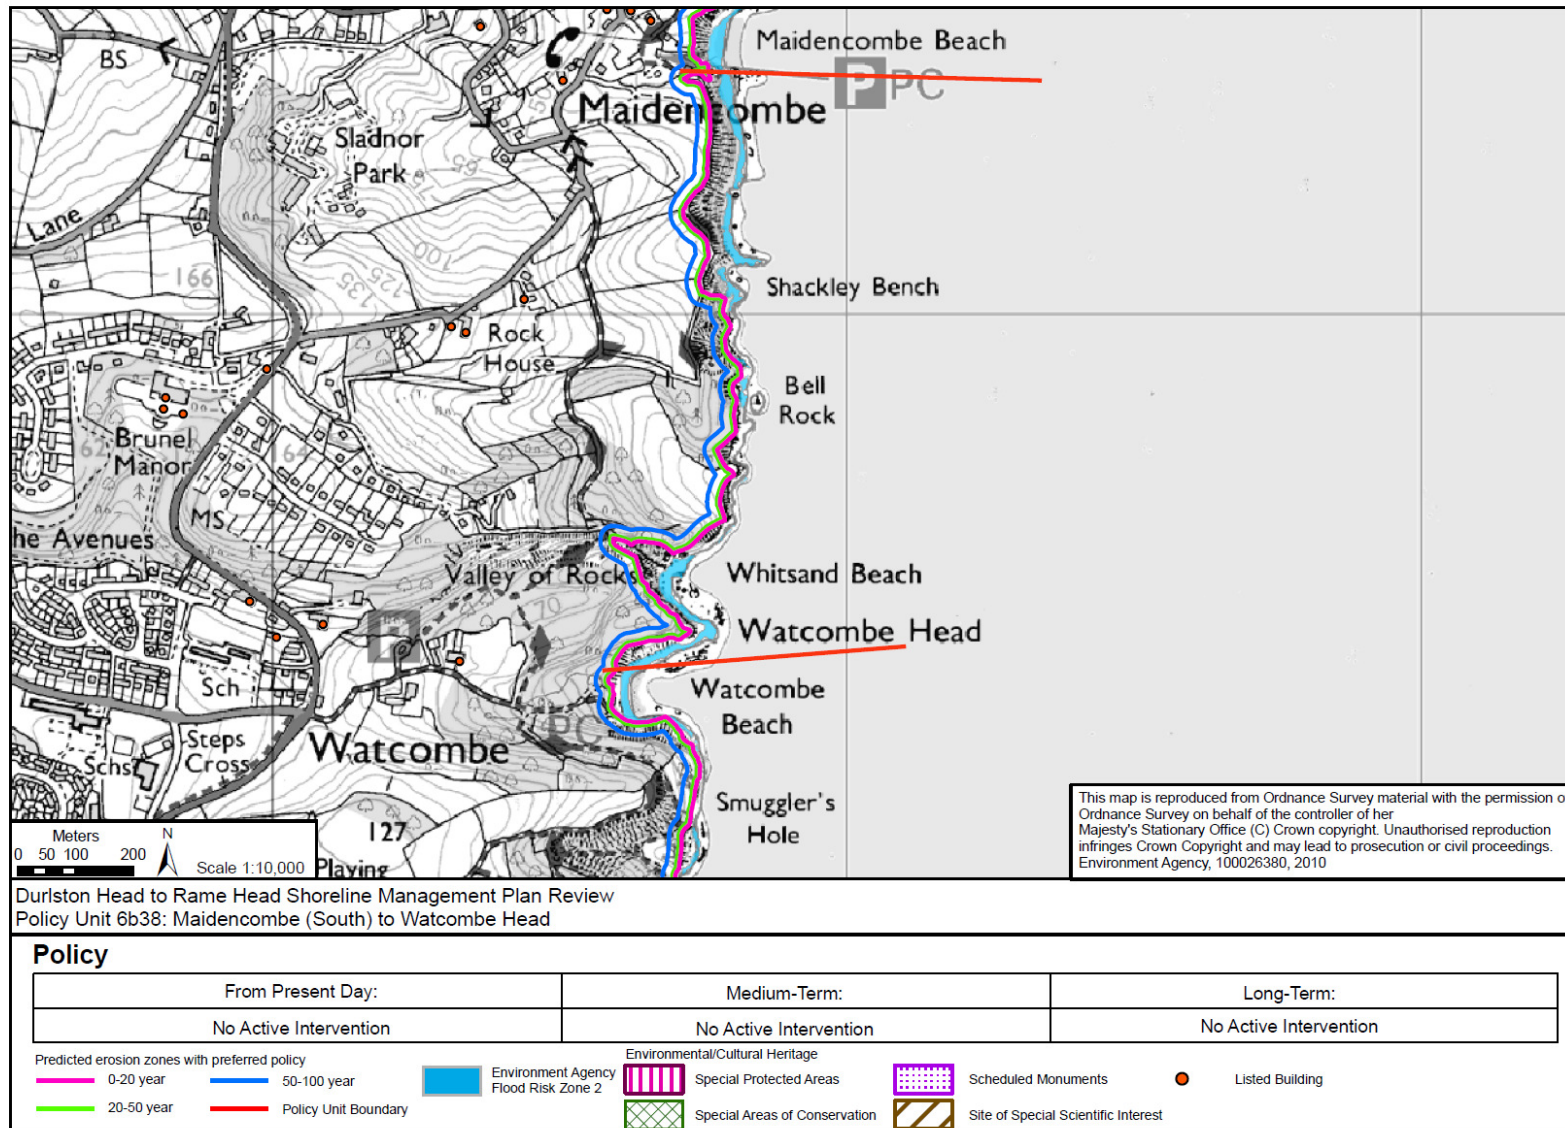 BS
Maidencombe Beach
P PC
Maidencombe
Sladnor
Park
Lane
166
100
125
135
75
65
Shackley Bench
Rock
House
Bell
Rock
Brunel
Manor
62
164
MS
he Avenues
Valley of Rocks
70
Whitsand Beach
Watcombe Head
P
Sch
Watcombe
Beach
PC
Steps
Cross
Schs
Watcombe
Smuggler's
Hole
127
Playing
Meters
N
0 50 100 200
Scale 1:10,000
This map is reproduced from Ordnance Survey material with the permission o
Ordnance Survey on behalf of the controller of her
Majesty's Stationary Office (C) Crown copyright. Unauthorised reproduction
infringes Crown Copyright and may lead to prosecution or civil proceedings.
Environment Agency, 100026380, 2010
Durlston Head to Rame Head Shoreline Management Plan Review
Policy Unit 6b38: Maidencombe (South) to Watcombe Head
Policy
From Present Day: Medium-Term: Long-Term:
No Active Intervention No Active Intervention No Active Intervention
Predicted erosion zones with preferred policy
0-20 year
50-100 year
20-50 year
Policy Unit Boundary
Environment Agency
Flood Risk Zone 2
Environmental/Cultural Heritage
Special Protected Areas
Scheduled Monuments
Listed Building
Special Areas of Conservation
Site of Special Scientific Interest